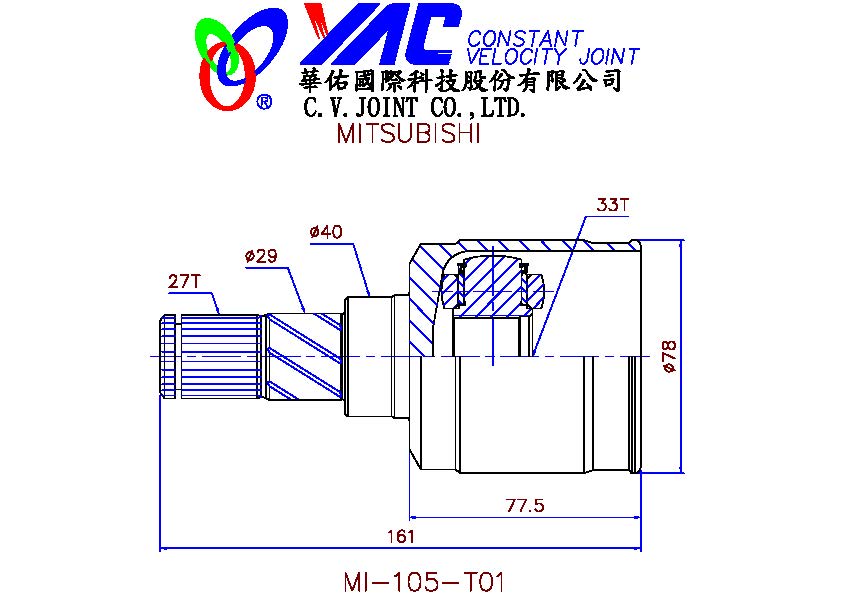 YAC CONSTANT
VELOCITY JOINT
®
華佑國際科技股份有限公司
C.V.JOINT CO.,LTD.
MITSUBISHI
33T
ø40
ø29
27T
ø78
77.5
161
MI-105-T01